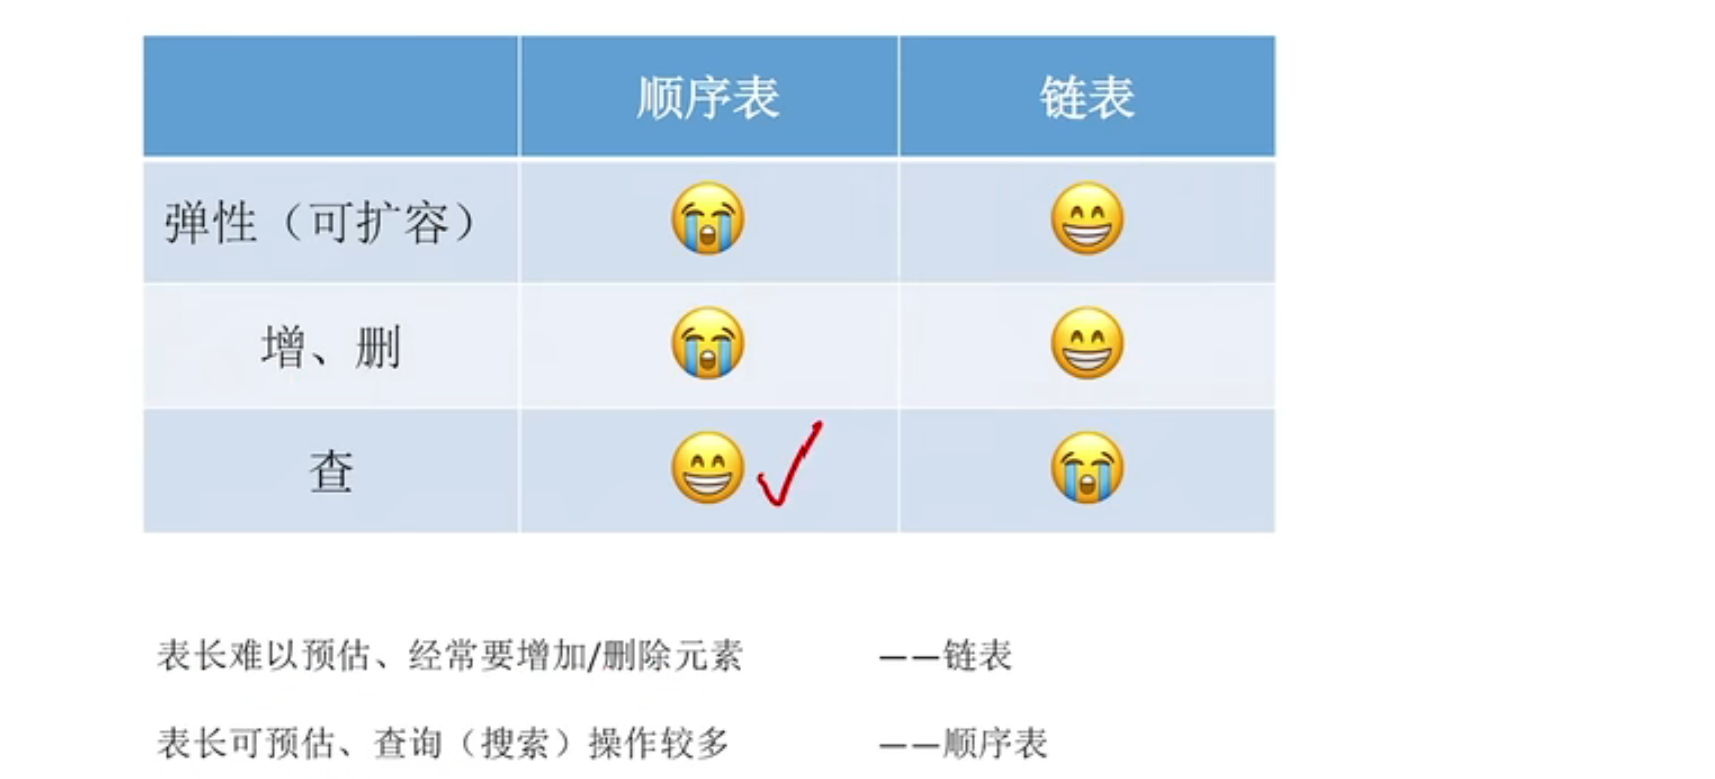 顺序表 链表
弹性（可扩容） 😭 😁
增、删 😭 😁
查 😁 ✓ 😭
表长难以预估、经常要增加/删除元素 ——链表
表长可预估、查询（搜索）操作较多 ——顺序表